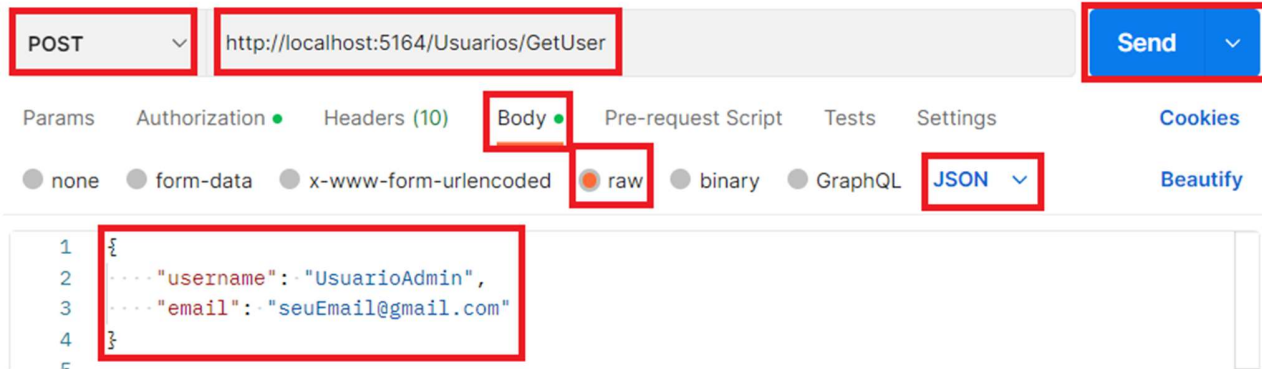 POST http://localhost:5164/Usuarios/GetUser Send
Params Authorization Headers (10) Body Pre-request Script Tests Settings Cookies
none form-data x-www-form-urlencoded raw binary GraphQL JSON Beautify
1 {
2 "username": "UsuarioAdmin",
3 "email": "seuEmail@gmail.com"
4 }
5